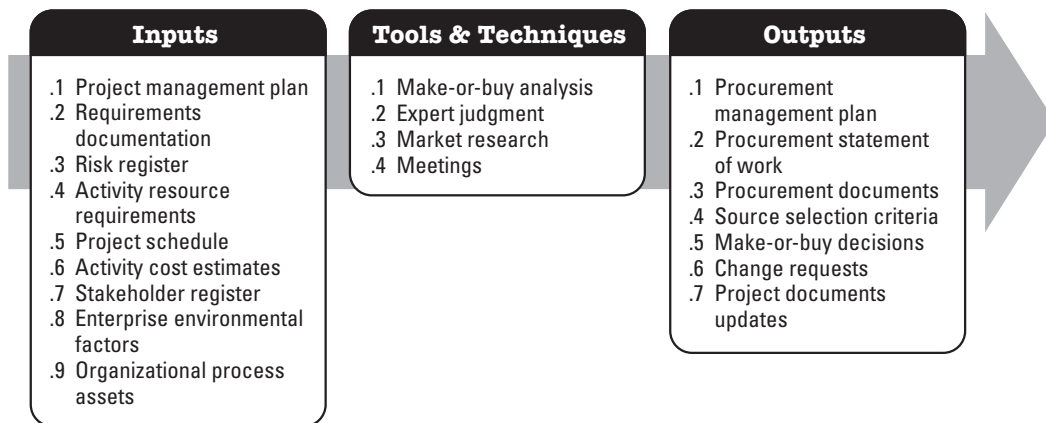 Inputs
.1 Project management plan
.2 Requirements
documentation
.3 Risk register
.4 Activity resource
requirements
.5 Project schedule
.6 Activity cost estimates
.7 Stakeholder register
.8 Enterprise environmental
factors
.9 Organizational process
assets
Tools & Techniques
.1 Make-or-buy analysis
.2 Expert judgment
.3 Market research
.4 Meetings
Outputs
.1 Procurement
management plan
.2 Procurement statement
of work
.3 Procurement documents
.4 Source selection criteria
.5 Make-or-buy decisions
.6 Change requests
.7 Project documents
updates